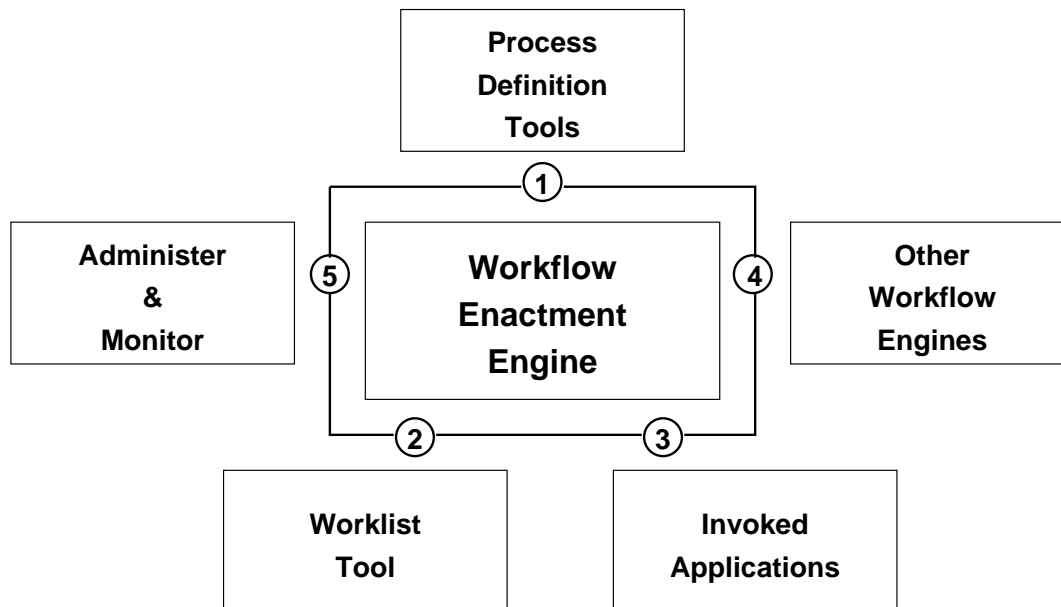 Process
Definition
Tools
1
Administer
&
Monitor
5
Workflow
Enactment
Engine
4
Other
Workflow
Engines
2
3
Worklist
Tool
Invoked
Applications